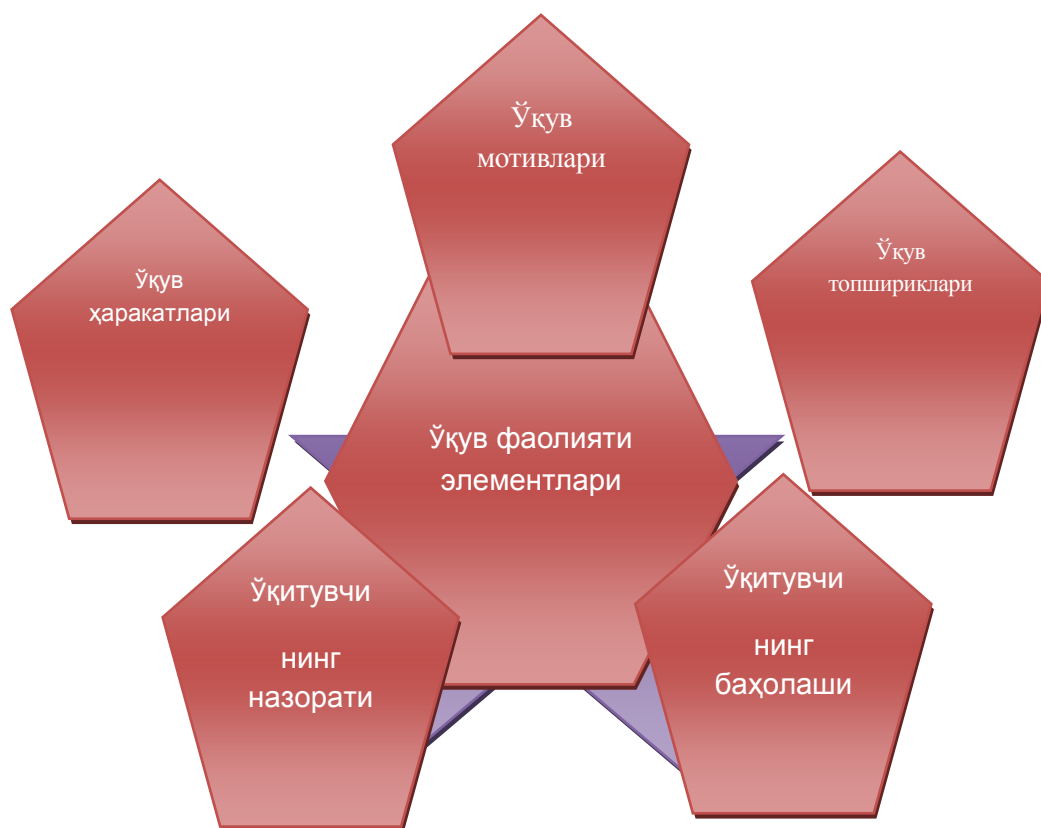 Ўқув
мотивлари
Ўқув
ҳаракатлари
Ўқув
топшириклари
Ўқув фаолияти
элементлари
Ўқитувчи
нинг
назорати
Ўқитувчи
нинг
баҳолаши